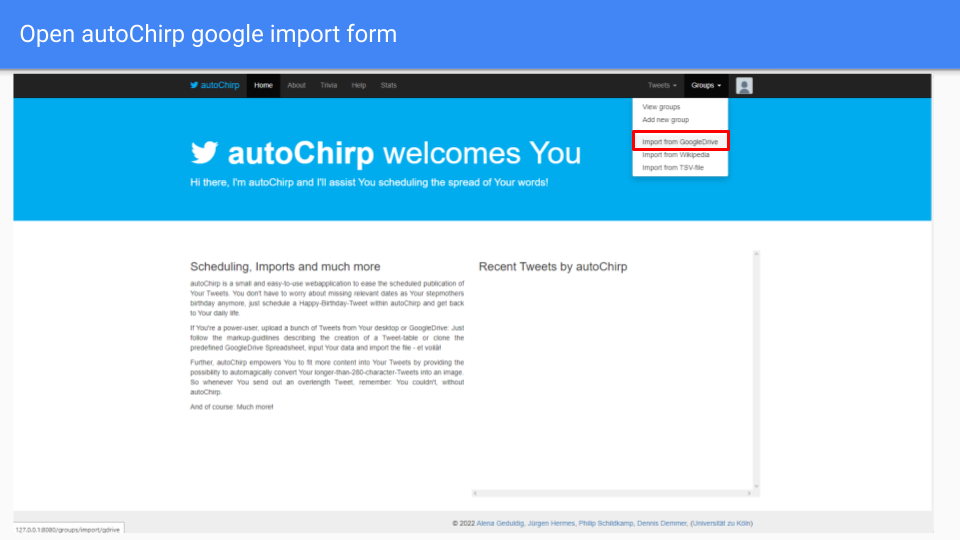 Open autoChirp google import form
autoChirp Home About Trivia Help Stats Tweets Groups
View groups
Add new group
Import from GoogleDrive
Import from Wikipedia
Import from TSV-file
autoChirp welcomes You
Hi there, I'm autoChirp and I'll assist You scheduling the spread of Your words!
Scheduling, Imports and much more
autoChirp is a small and easy-to-use webapplication to ease the scheduled publication of
Your Tweets. You don't have to worry about missing relevant dates as Your stepmothers
birthday anymore, just schedule a Happy-Birthday-Tweet within autoChirp and get back
to Your daily life.
If You're a power-user, upload a bunch of Tweets from Your desktop or GoogleDrive: Just
follow the markup-guidlines describing the creation of a Tweet-table or clone the
predefined GoogleDrive Spreadsheet, input Your data and import the file - et voilà!
Further, autoChirp empowers You to fit more content into Your Tweets by providing the
possibility to automagically convert Your longer-than-280-character-Tweets into an image.
So whenever You send out an overlength Tweet, remember: You couldn't, without
autoChirp.
And of course: Much more!
Recent Tweets by autoChirp
© 2022 Alena Geduldig, Jürgen Hermes, Philip Schildkamp, Dennis Demmer, (Universität zu Köln)
127.0.0.1:8080/groups/import/gdrive